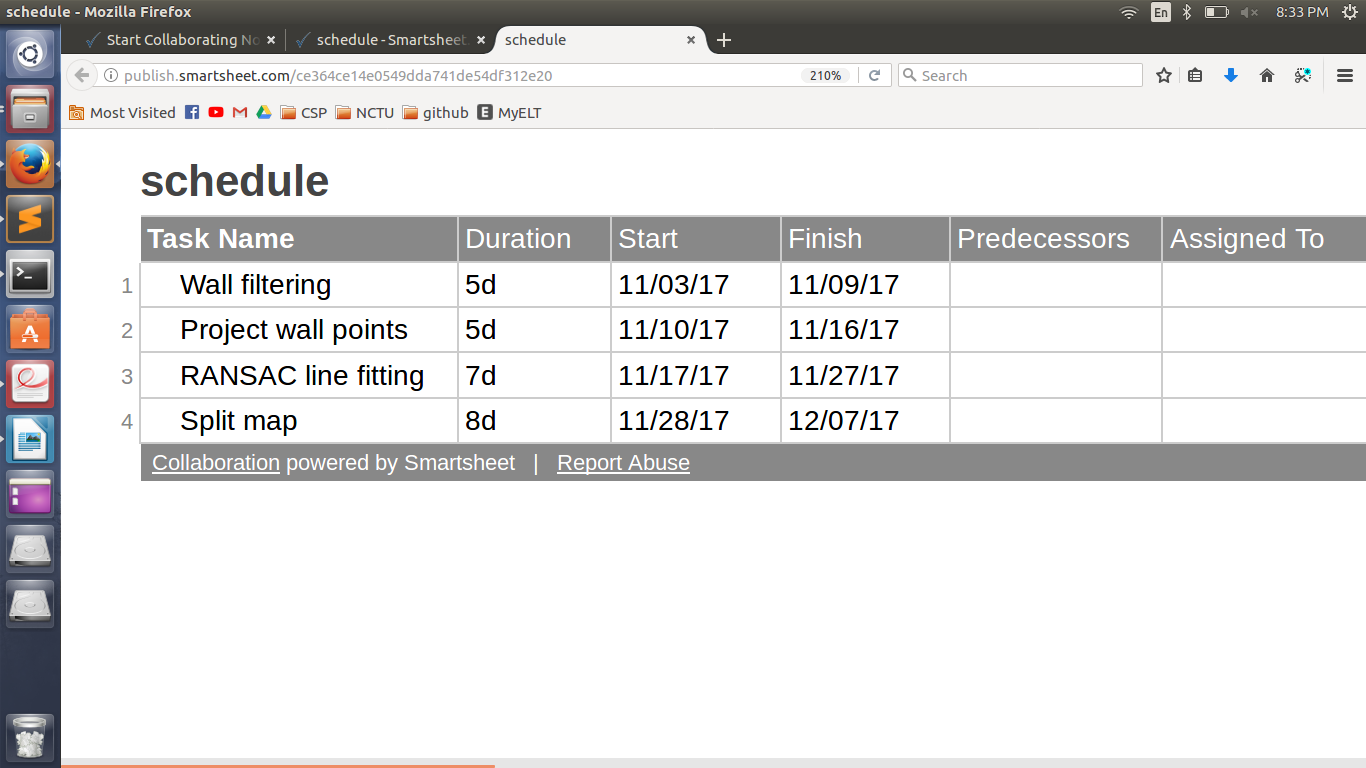 schedule - Mozilla Firefox
En
8:33 PM
Start Collaborating No
schedule - Smartsheet
schedule
publish.smartsheet.com/ce364ce14e0549dda741de54df312e20
210%
Search
Most Visited
CSP
NCTU
github
E MyELT
schedule
Task Name Duration Start Finish Predecessors Assigned To
1 Wall filtering 5d 11/03/17 11/09/17
2 Project wall points 5d 11/10/17 11/16/17
3 RANSAC line fitting 7d 11/17/17 11/27/17
4 Split map 8d 11/28/17 12/07/17
Collaboration powered by Smartsheet | Report Abuse